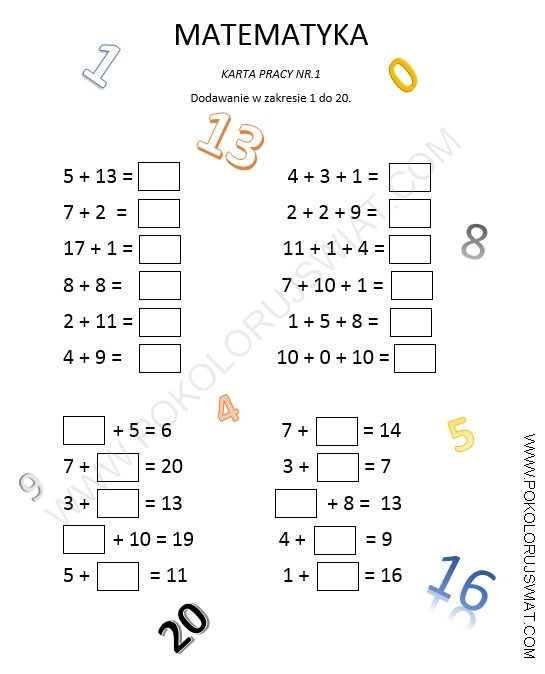 MATEMATYKA
1
0
KARTA PRACY NR.1
Dodawanie w zakresie 1 do 20.
13
5 + 13 =
7 + 2 =
17 + 1 =
8 + 8 =
2 + 11 =
4 + 9 =
4 + 3 + 1 =
2 + 2 + 9 =
11 + 1 + 4 =
7 + 10 + 1 =
1 + 5 + 8 =
10 + 0 + 10 =
8
4
5
9
+ 5 = 6
7 + = 20
3 + = 13
+ 10 = 19
5 + = 11
7 + = 14
3 + = 7
+ 8 = 13
4 + = 9
1 + = 16
16
20
WWW.POKOLORUJSWIAT.COM
WWW.POKOLORUJSWIAT.COM